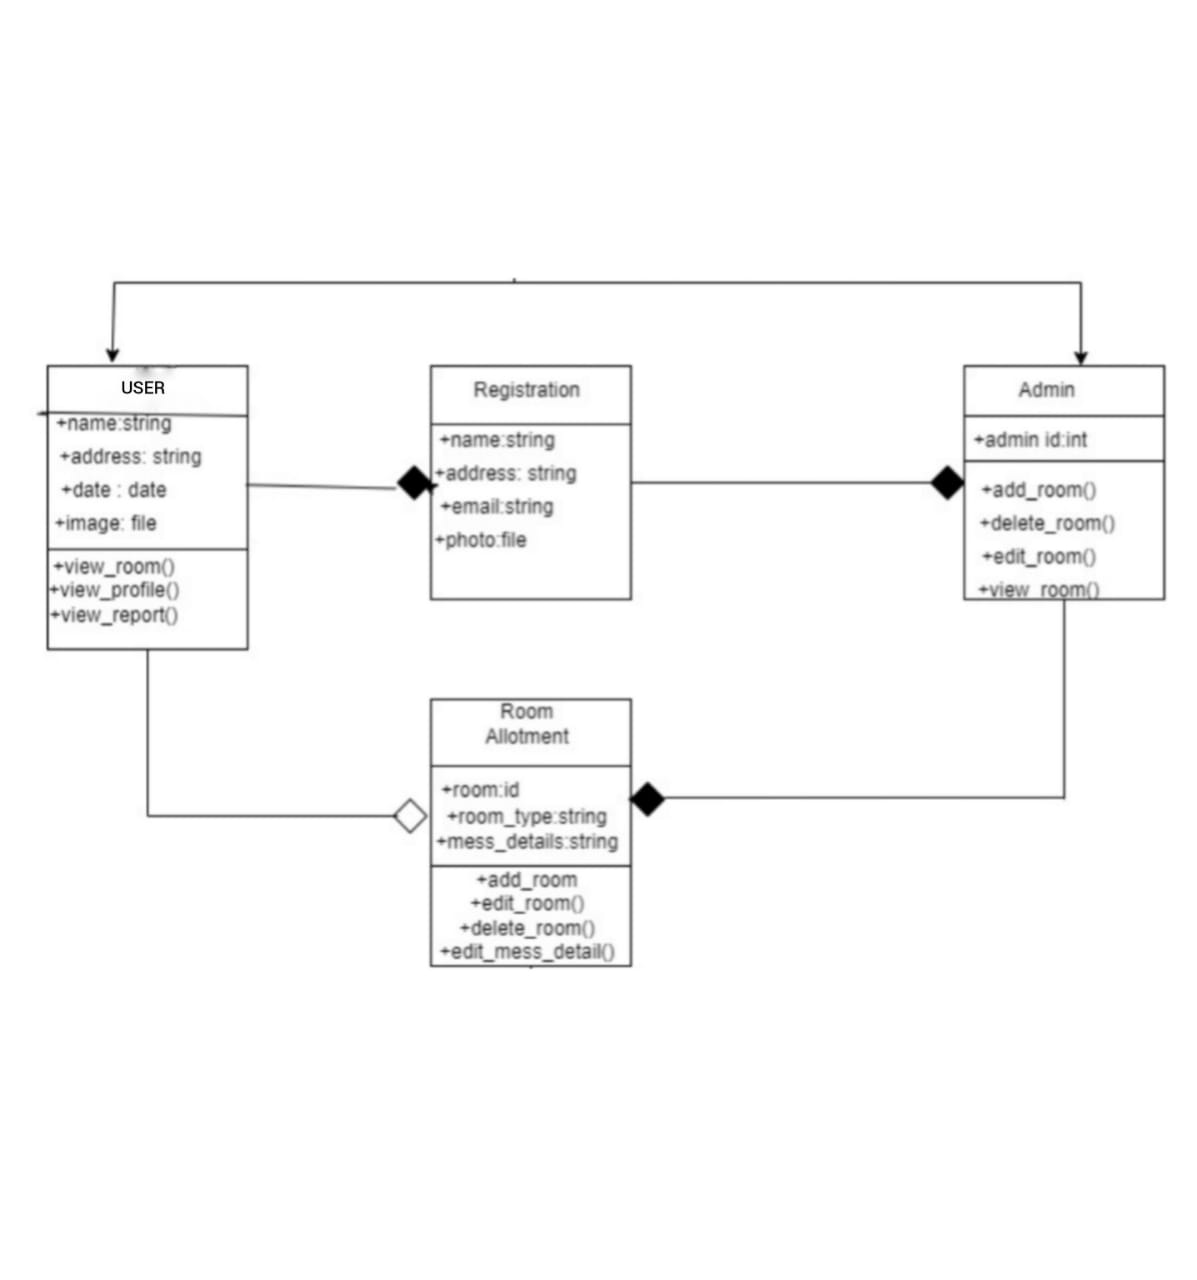 USER
+name:string
+address: string
+date : date
+image: file
+view_room()
+view_profile()
+view_report()
Registration
+name:string
+address: string
+email:string
+photo:file
Admin
+admin id:int
+add_room()
+delete_room()
+edit_room()
+view_room()
Room
Allotment
+room:id
+room_type:string
+mess_details:string
+add_room
+edit_room()
+delete_room()
+edit_mess_detail()